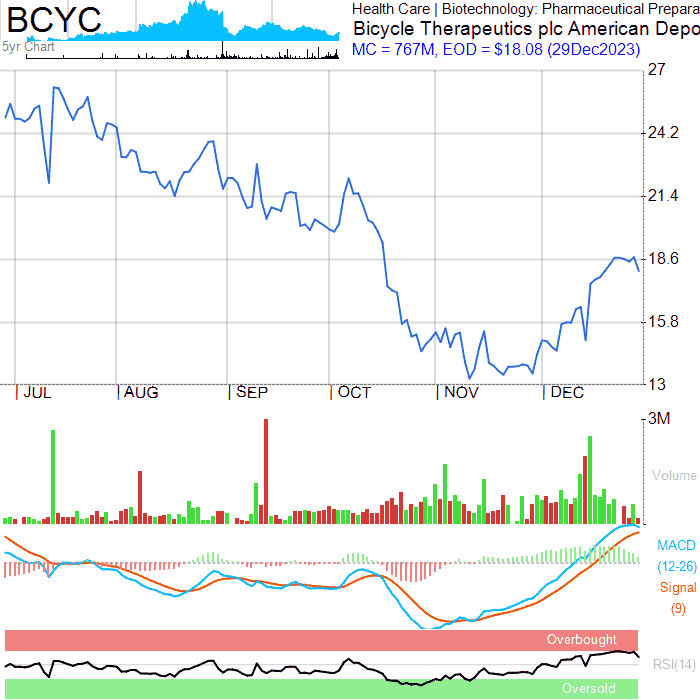 BCYC
Health Care | Biotechnology: Pharmaceutical Prepara
Bicycle Therapeutics plc American Depo
5yr Chart
MC = 767M, EOD = $18.08 (29Dec2023)
27
24.2
21.4
18.6
15.8
13
JUL AUG SEP OCT NOV DEC
3M
Volume
MACD
(12-26)
Signal
(9)
Overbought
RSI(14)
Oversold